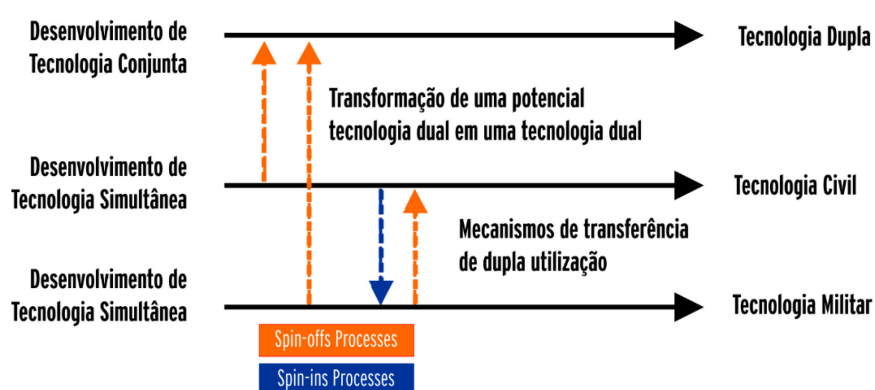 Desenvolvimento de
Tecnologia Conjunta
Tecnologia Dupla
Transformação de uma potencial
tecnologia dual em uma tecnologia dual
Desenvolvimento de
Tecnologia Simultânea
Tecnologia Civil
Mecanismos de transferência
de dupla utilização
Desenvolvimento de
Tecnologia Simultânea
Tecnologia Militar
Spin-offs Processes
Spin-ins Processes